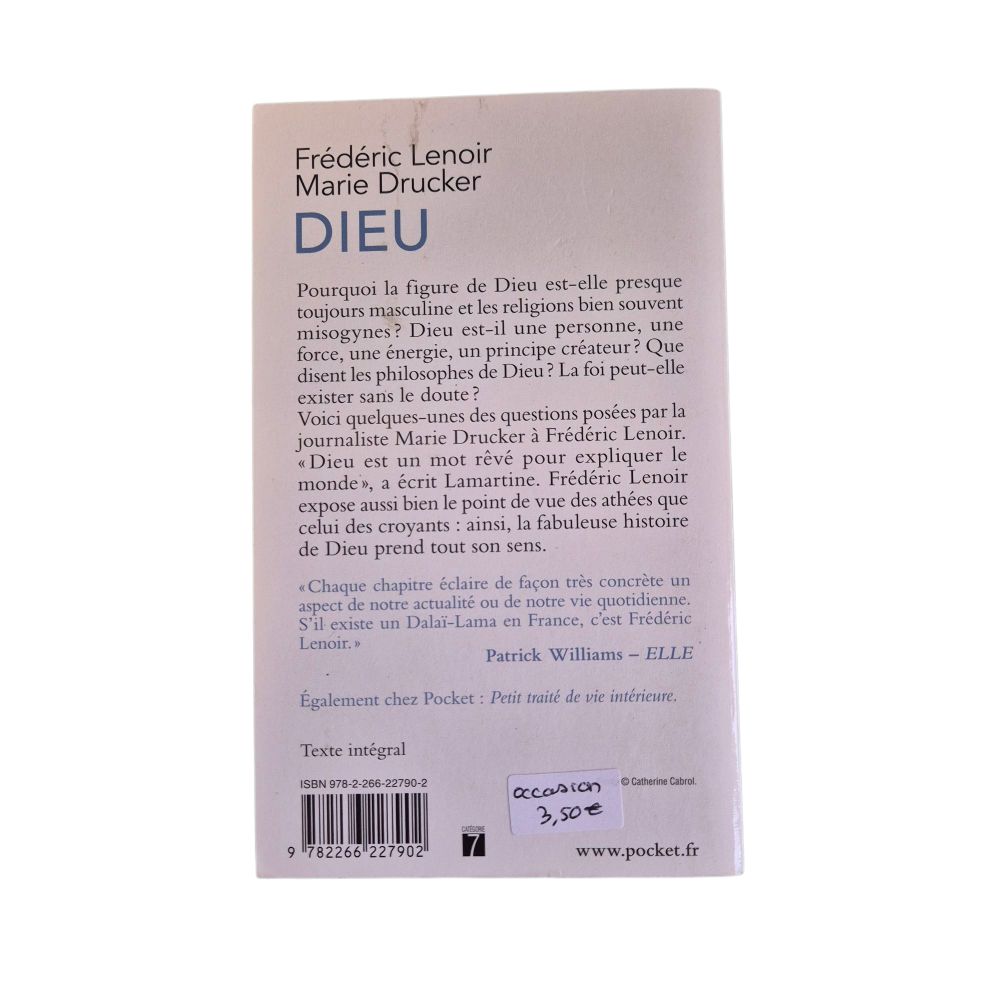 Frédéric Lenoir
Marie Drucker
DIEU
Pourquoi la figure de Dieu est-elle presque
toujours masculine et les religions bien souvent
misogynes ? Dieu est-il une personne, une
force, une énergie, un principe créateur ? Que
disent les philosophes de Dieu ? La foi peut-elle
exister sans le doute ?
Voici quelques-unes des questions posées par la
journaliste Marie Drucker à Frédéric Lenoir.
« Dieu est un mot rêvé pour expliquer le
monde », a écrit Lamartine. Frédéric Lenoir
expose aussi bien le point de vue des athées que
celui des croyants : ainsi, la fabuleuse histoire
de Dieu prend tout son sens.
« Chaque chapitre éclaire de façon très concrète un
aspect de notre actualité ou de notre vie quotidienne.
S'il existe un Dalaï-Lama en France, c'est Frédéric
Lenoir. »
Patrick Williams – ELLE
Également chez Pocket : Petit traité de vie intérieure.
Texte intégral
ISBN 978-2-266-22790-2
© Catherine Cabrol.
occasion
3,50€
CATÉGORIE
7
9 782266 227902
www.pocket.fr